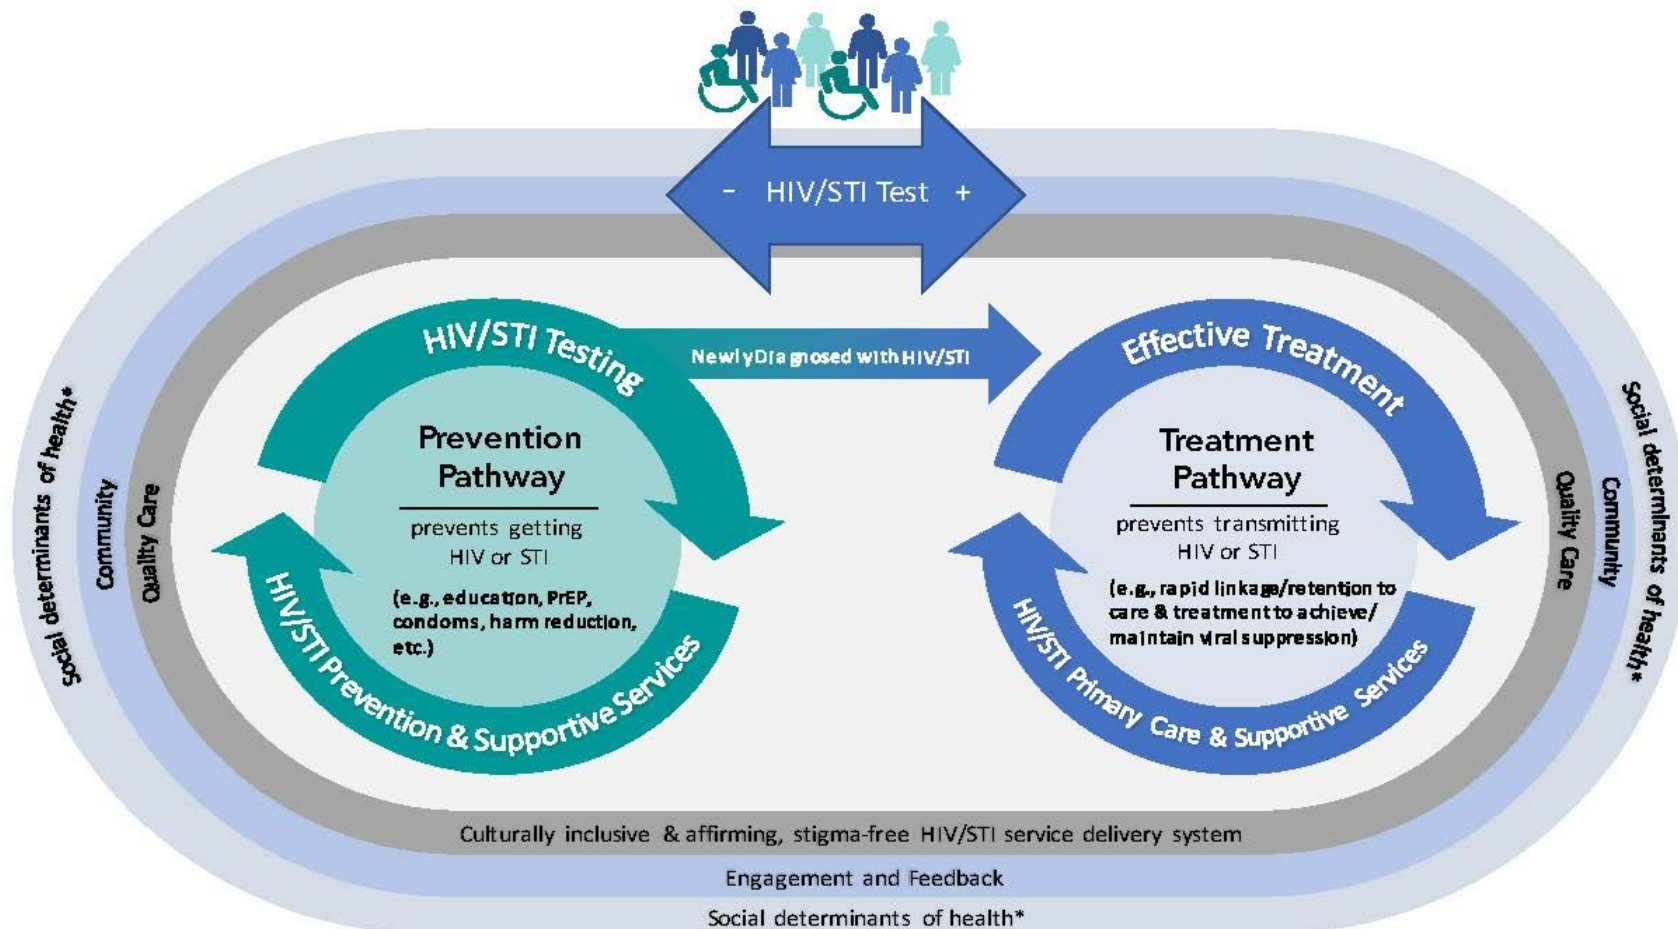 - HIV/STI Test +
HIV/STI Testing
Newly Diagnosed with HIV/STI
Effective Treatment
Prevention
Pathway
prevents getting
HIV or STI
(e.g., education, PrEP,
condoms, harm reduction,
etc.)
HIV/STI Prevention & Supportive Services
Treatment
Pathway
prevents transmitting
HIV or STI
(e.g., rapid linkage/retention to
care & treatment to achieve/
maintain viral suppression)
HIV/STI Primary Care & Supportive Services
Social determinants of health*
Community
Quality Care
Quality Care
Community
Social determinants of health*
Culturally inclusive & affirming, stigma-free HIV/STI service delivery system
Engagement and Feedback
Social determinants of health*